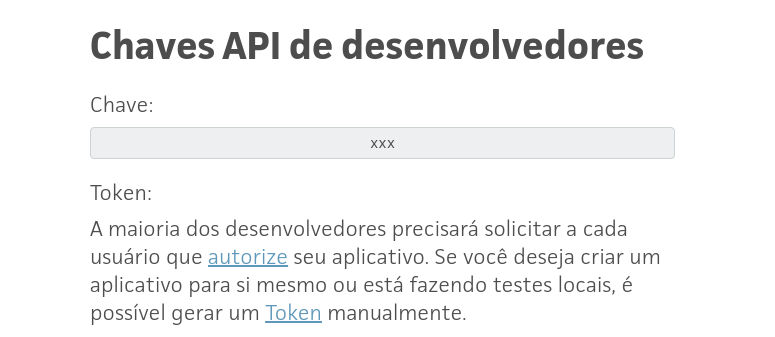 Chaves API de desenvolvedores
Chave:
xxx
Token:
A maioria dos desenvolvedores precisará solicitar a cada
usuário que autorize seu aplicativo. Se você deseja criar um
aplicativo para si mesmo ou está fazendo testes locais, é
possível gerar um Token manualmente.